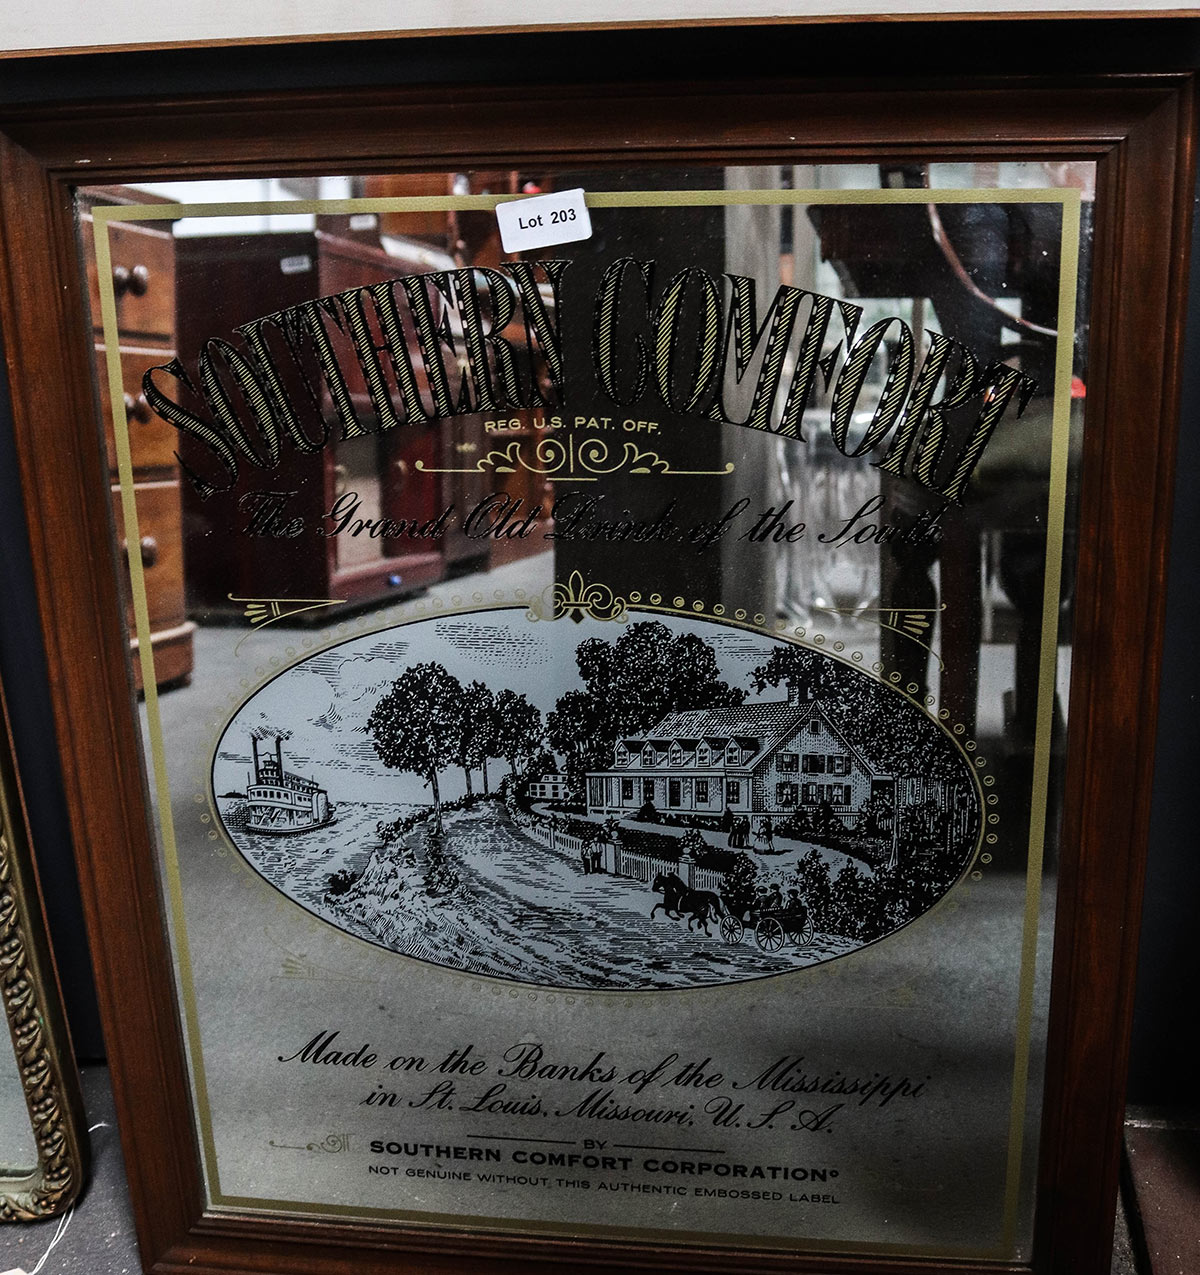 Lot 203
SOUTHERN COMFORT
REG. U.S. PAT. OFF.
The Grand Old Drink of the South
Made on the Banks of the Mississippi
in St. Louis, Missouri, U.S.A.
BY
SOUTHERN COMFORT CORPORATION®
NOT GENUINE WITHOUT THIS AUTHENTIC EMBOSSED LABEL